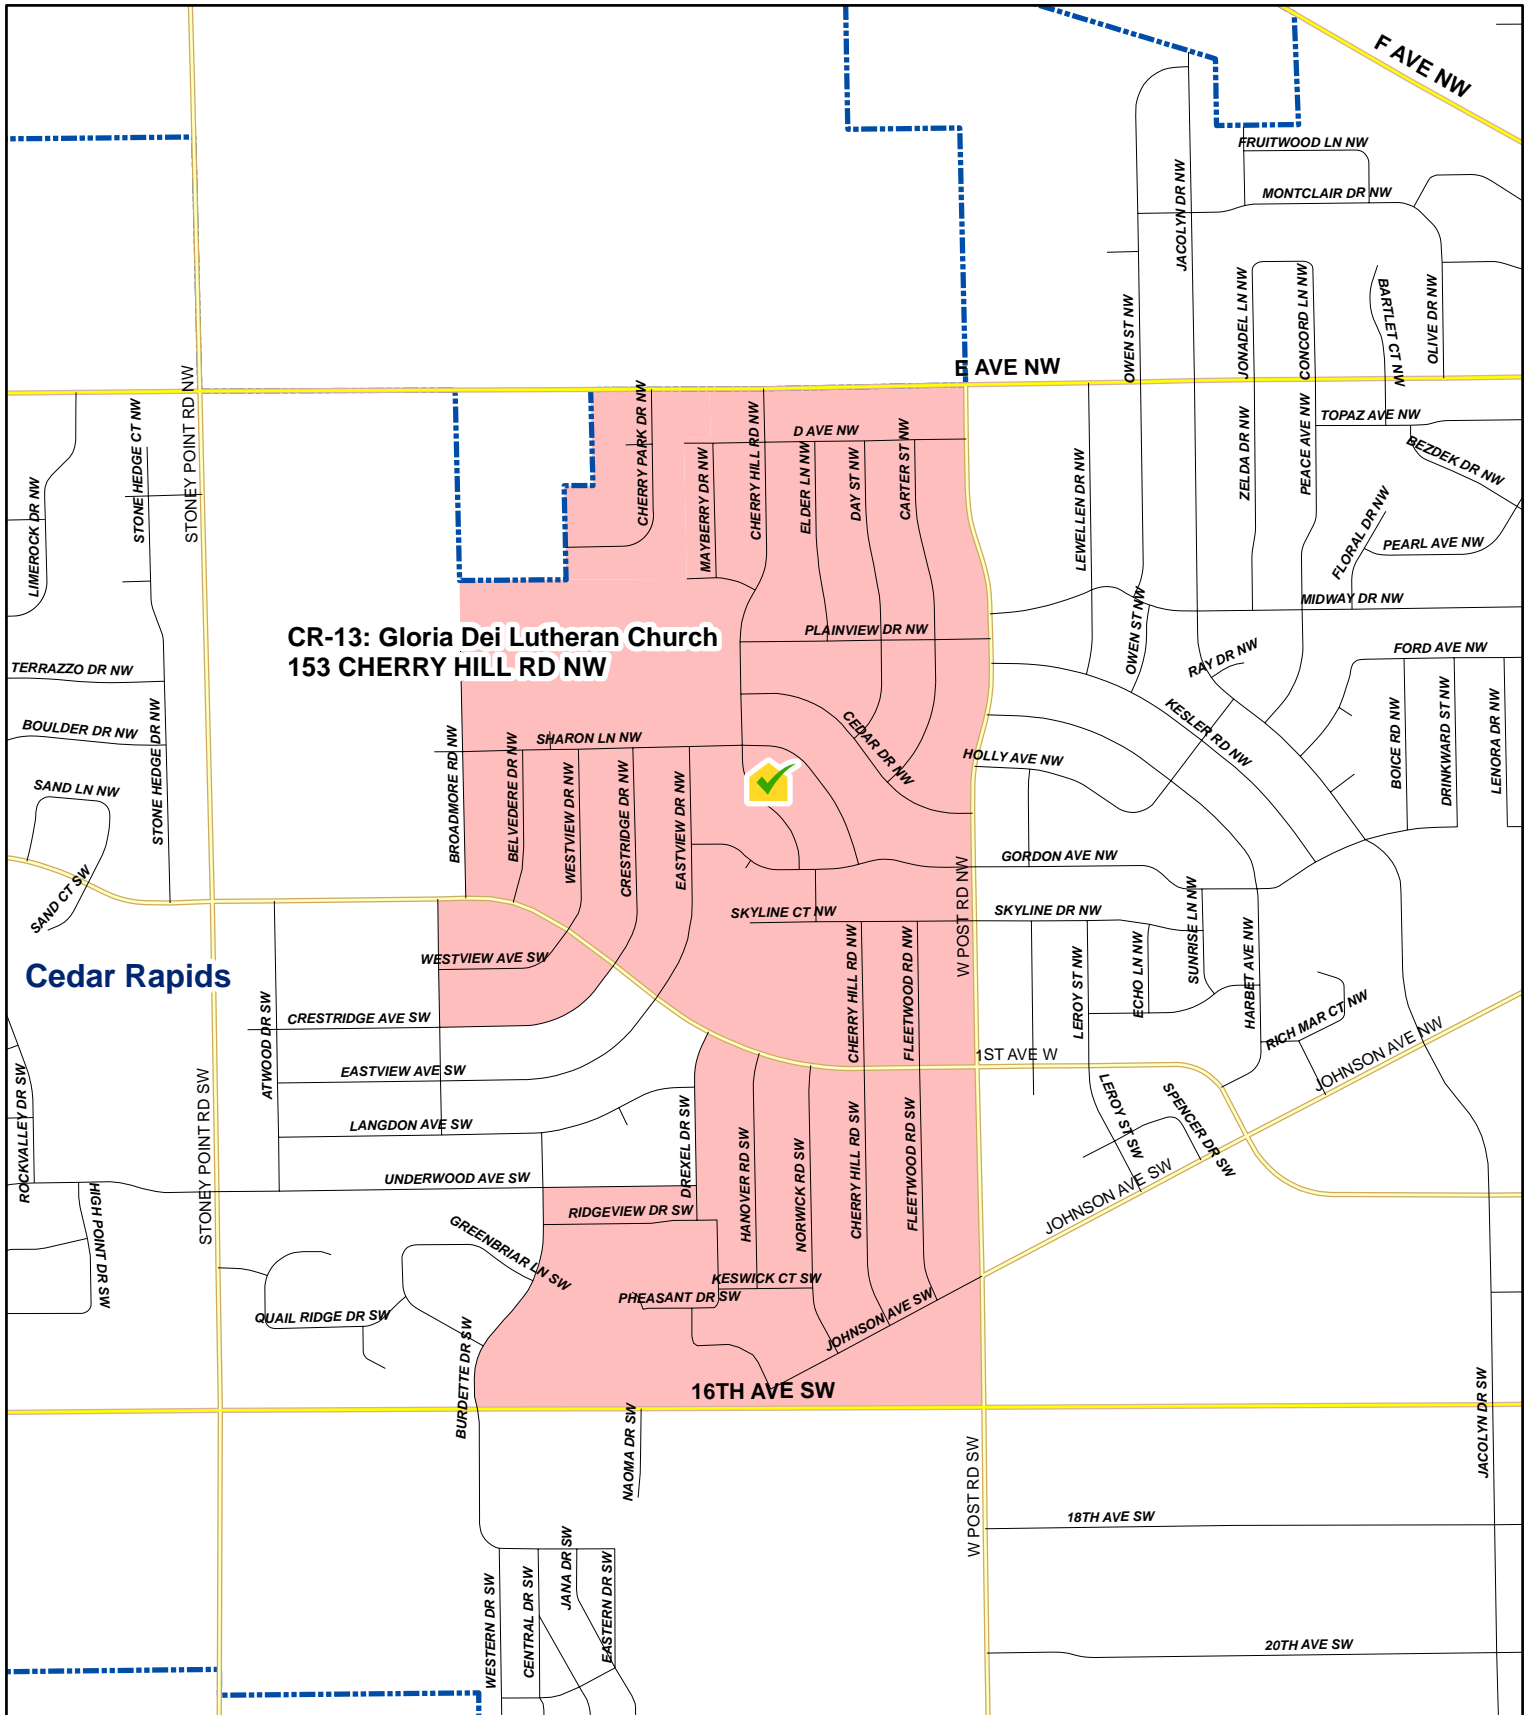 F AVE NW
FRUITWOOD LN NW
MONTCLAIR DR NW
JACOLYN DR NW
OWEN ST NW
JONADEL LN NW
CONCORD LN NW
BARTLET CT NW
OLIVE DR NW
E AVE NW
STONEY POINT RD NW
STONE HEDGE CT NW
LIMEROCK DR NW
CHERRY PARK DR NW
MAYBERRY DR NW
CHERRY HILL RD NW
D AVE NW
ELDER LN NW
DAY ST NW
CARTER ST NW
LEWELLEN DR NW
ZELDA DR NW
PEACE AVE NW
TOPAZ AVE NW
BEZDEK DR NW
FLORAL DR NW
PEARL AVE NW
MIDWAY DR NW
CR-13: Gloria Dei Lutheran Church
153 CHERRY HILL RD NW
PLAINVIEW DR NW
OWEN ST NW
RAY DR NW
FORD AVE NW
TERRAZZO DR NW
BOULDER DR NW
STONE HEDGE DR NW
SAND LN NW
SAND CT SW
BROADMORE RD NW
SHARON LN NW
BELVEDERE DR NW
WESTVIEW DR NW
CRESTRIDGE DR NW
EASTVIEW DR NW
CEDAR DR NW
HOLLY AVE NW
KESLER RD NW
BOICE RD NW
DRINKWARD ST NW
LENORA DR NW
GORDON AVE NW
W POST RD NW
SKYLINE CT NW
SKYLINE DR NW
WESTVIEW AVE SW
Cedar Rapids
CHERRY HILL RD NW
FLEETWOOD RD NW
LEROY ST NW
ECHO LN NW
SUNRISE LN NW
HARBET AVE NW
RICH MAR CT NW
JOHNSON AVE NW
ATWOOD DR SW
CRESTRIDGE AVE SW
EASTVIEW AVE SW
LANGDON AVE SW
1ST AVE W
ROCKVALLEY DR SW
STONEY POINT RD SW
UNDERWOOD AVE SW
DREXEL DR SW
HANOVER RD SW
NORWICK RD SW
CHERRY HILL RD SW
FLEETWOOD RD SW
LEROY ST SW
SPENCER DR SW
JOHNSON AVE SW
HIGH POINT DR SW
RIDGEVIEW DR SW
GREENBRIAR LN SW
KESWICK CT SW
PHEASANT DR SW
QUAIL RIDGE DR SW
JOHNSON AVE SW
BURDETTE DR SW
16TH AVE SW
NAOMA DR SW
JACOLYN DR SW
W POST RD SW
18TH AVE SW
WESTERN DR SW
CENTRAL DR SW
JANA DR SW
EASTERN DR SW
20TH AVE SW